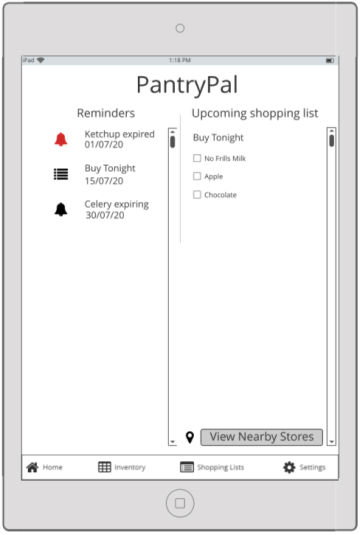 iPad
1:18 PM
PantryPal
Reminders
Ketchup expired
01/07/20
Buy Tonight
15/07/20
Celery expiring
30/07/20
Upcoming shopping list
Buy Tonight
No Frills Milk
Apple
Chocolate
View Nearby Stores
Home
Inventory
Shopping Lists
Settings